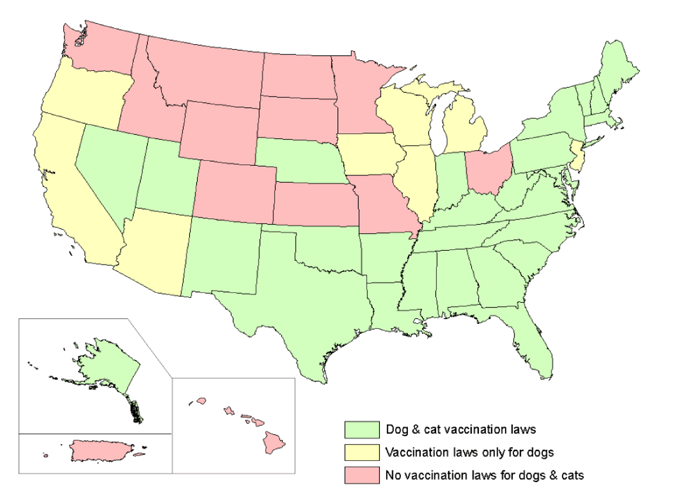 Dog & cat vaccination laws
Vaccination laws only for dogs
No vaccination laws for dogs & cats